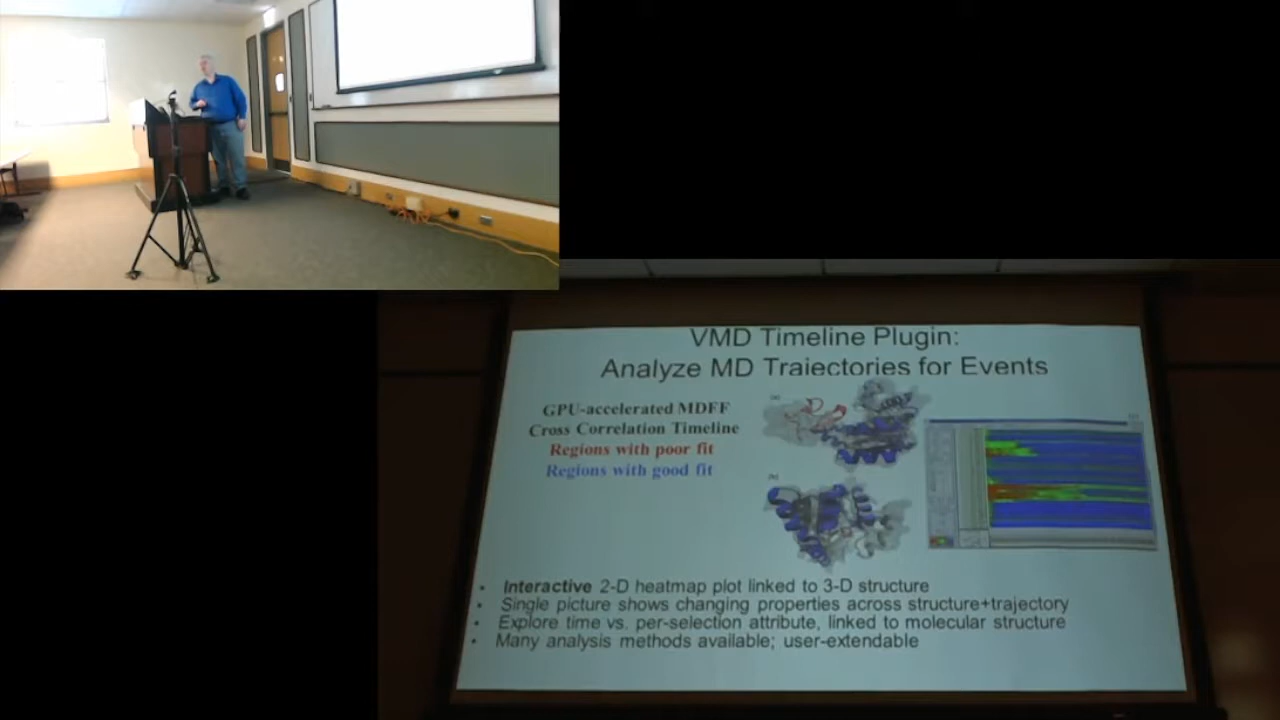 VMD Timeline Plugin:
Analyze MD Traiectories for Events
GPU-accelerated MDFF
Cross Correlation Timeline
Regions with poor fit
Regions with good fit
(a)
(b)
• Interactive 2-D heatmap plot linked to 3-D structure
• Single picture shows changing properties across structure+trajectory
• Explore time vs. per-selection attribute, linked to molecular structure
• Many analysis methods available; user-extendable